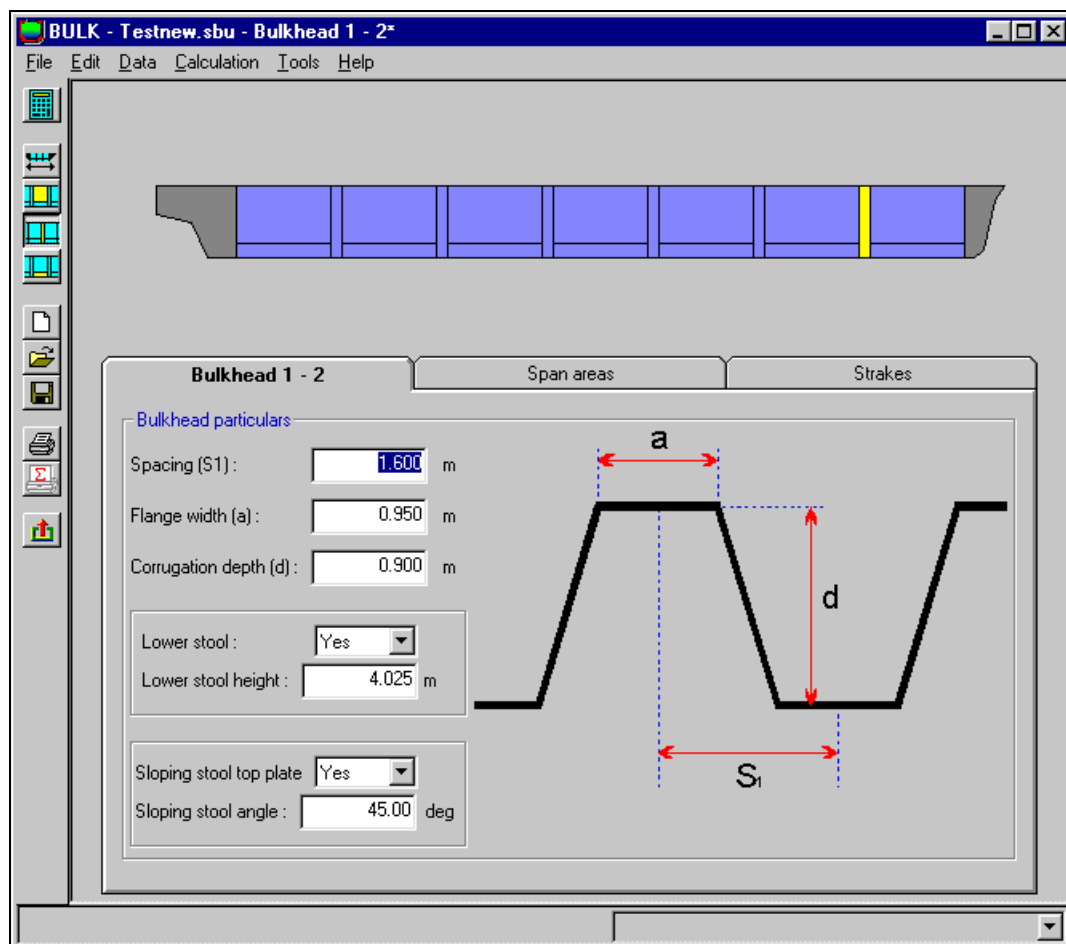 BULK - Testnew.sbu - Bulkhead 1 - 2*
File Edit Data Calculation Tools Help
Bulkhead 1 - 2 Span areas Strakes
Bulkhead particulars
Spacing (S1) : 1.600 m
Flange width (a) : 0.950 m
Corrugation depth (d) : 0.900 m
Lower stool : Yes
Lower stool height : 4.025 m
Sloping stool top plate Yes
Sloping stool angle : 45.00 deg
a
d
S1
Σ